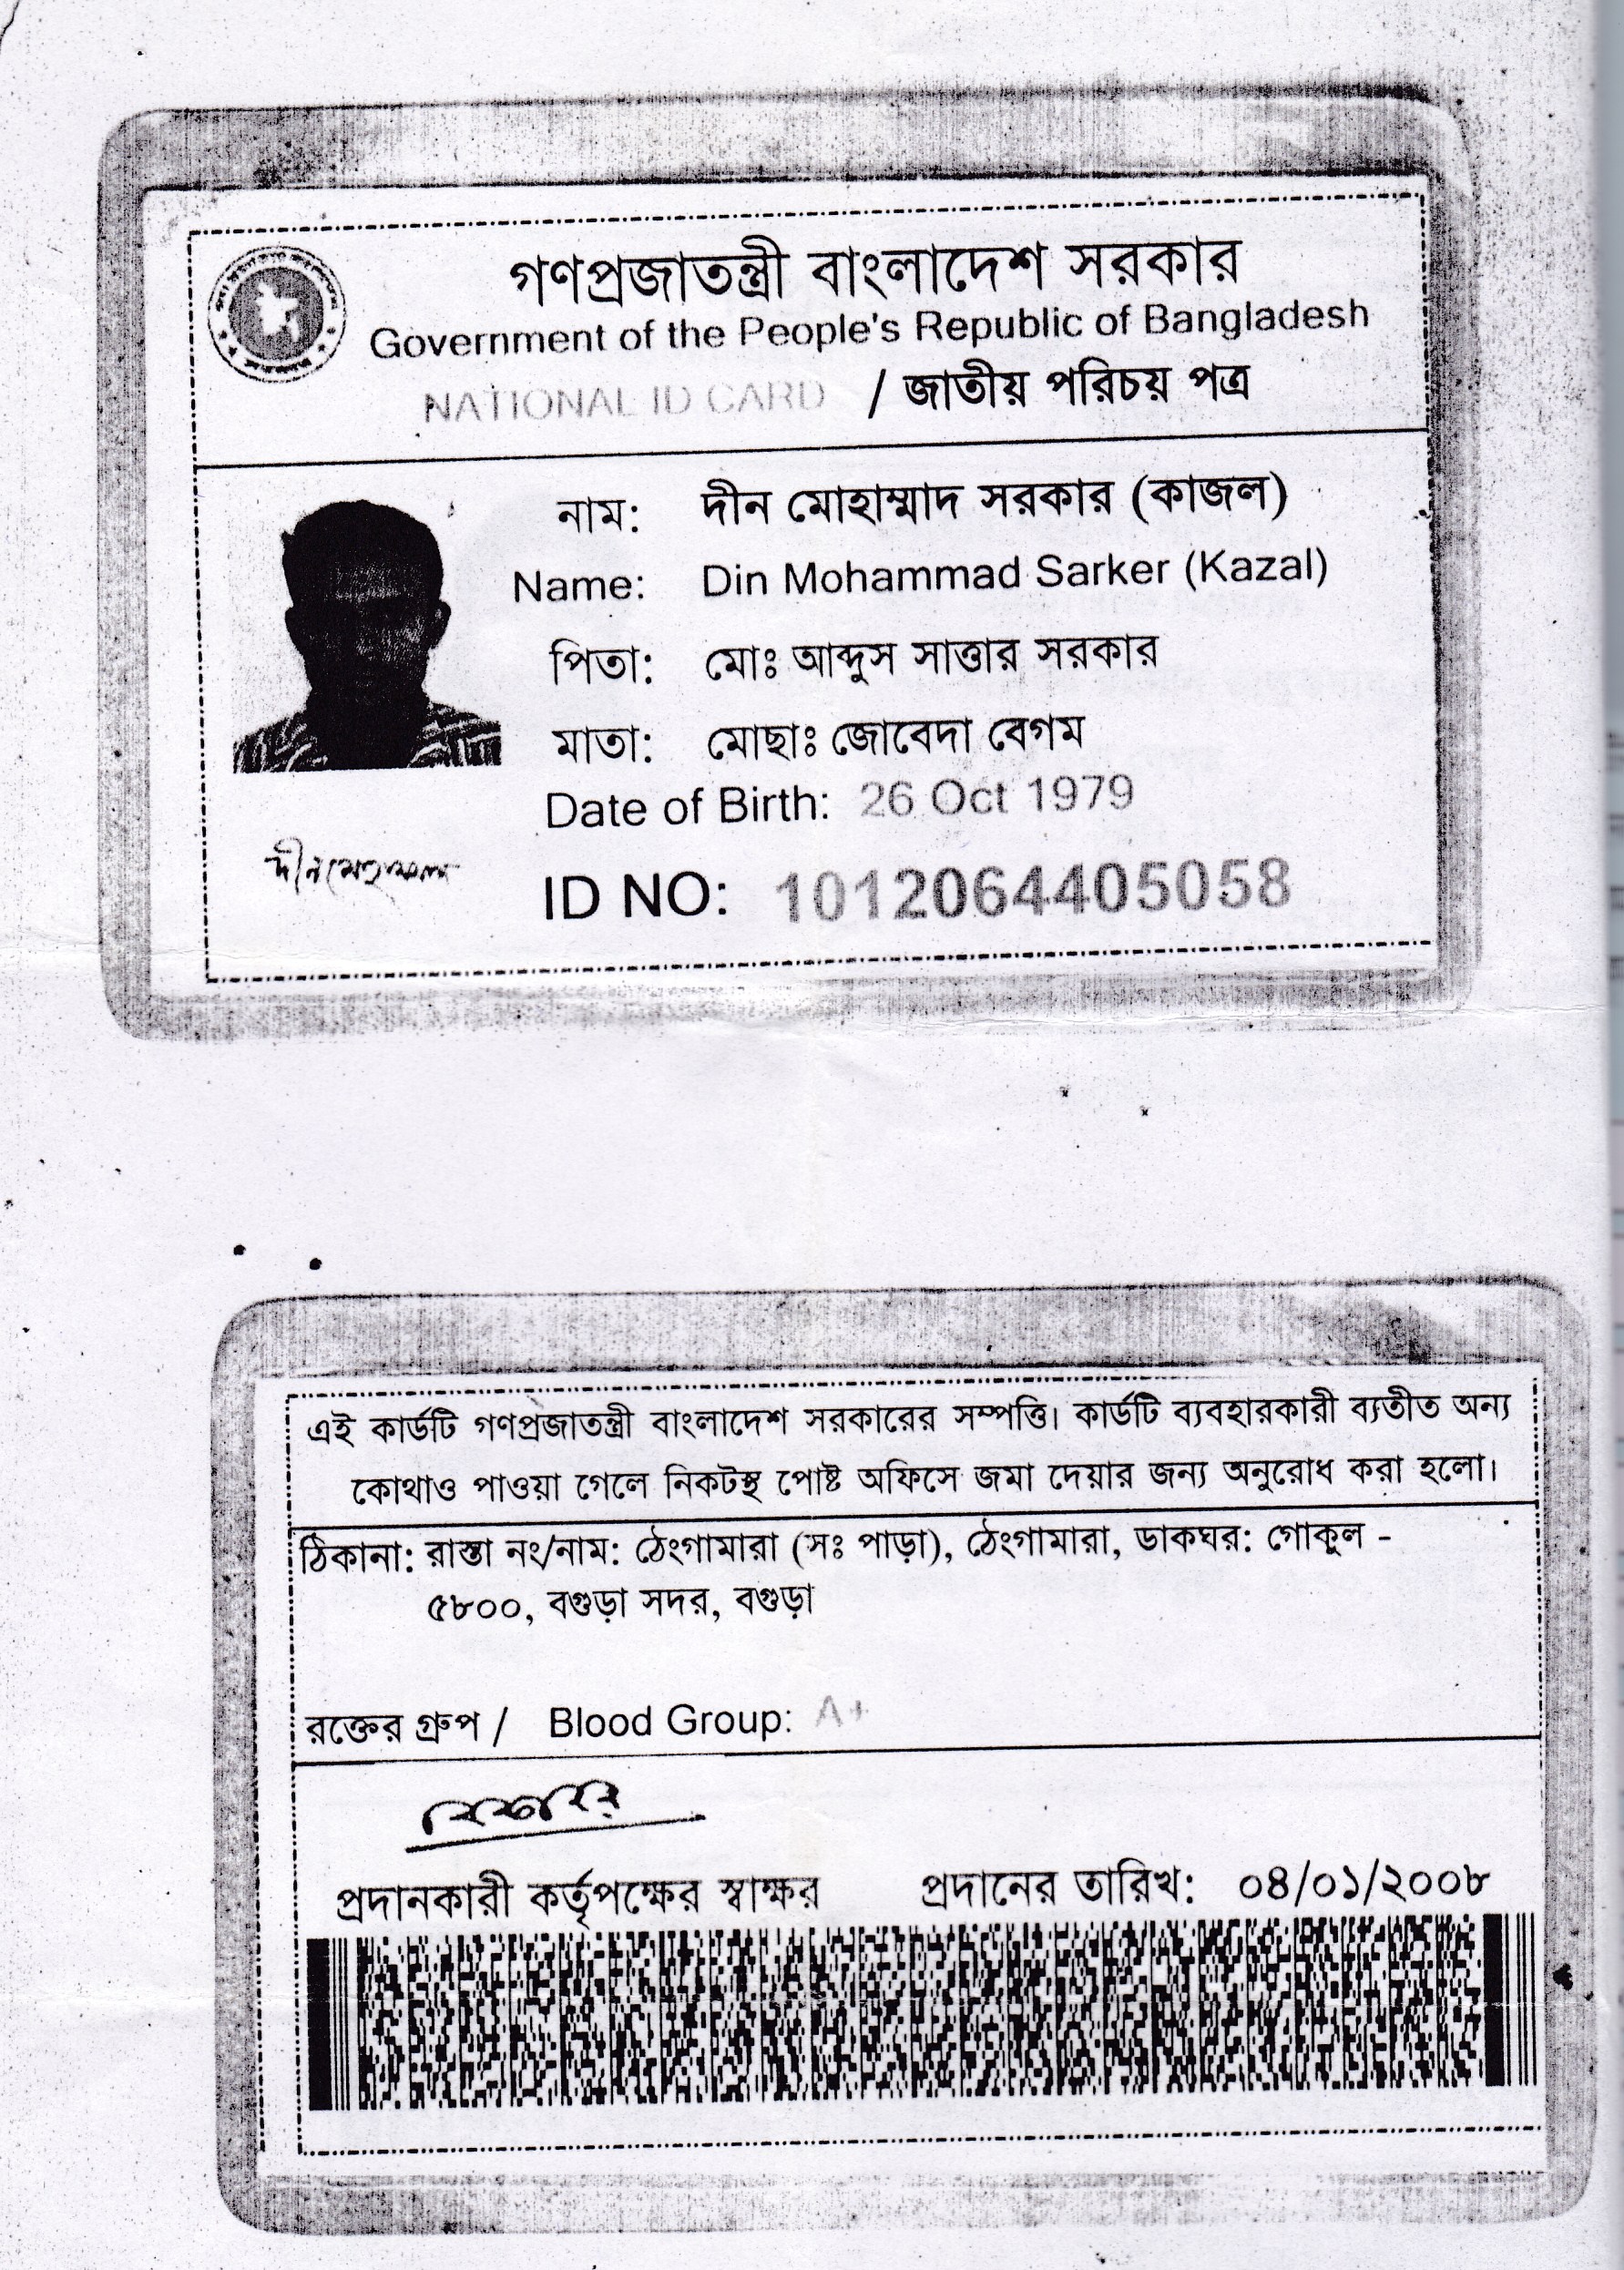 গণপ্রজাতন্ত্রী বাংলাদেশ সরকার
Government of the People's Republic of Bangladesh
NATIONAL ID CARD / জাতীয় পরিচয় পত্র
নাম: দীন মোহাম্মাদ সরকার (কাজল)
Name: Din Mohammad Sarker (Kazal)
পিতা: মোঃ আব্দুস সাত্তার সরকার
মাতা: মোছাঃ জোবেদা বেগম
Date of Birth: 26 Oct 1979
ID NO: 1012064405058
এই কার্ডটি গণপ্রজাতন্ত্রী বাংলাদেশ সরকারের সম্পত্তি। কার্ডটি ব্যবহারকারী ব্যতীত অন্য
কোথাও পাওয়া গেলে নিকটস্থ পোষ্ট অফিসে জমা দেয়ার জন্য অনুরোধ করা হলো।
ঠিকানা: রাস্তা নং/নাম: ঠেংগামারা (সঃ পাড়া), ঠেংগামারা, ডাকঘর: গোকুল -
৫৮০০, বগুড়া সদর, বগুড়া
রক্তের গ্রুপ / Blood Group: A+
প্রদানকারী কর্তৃপক্ষের স্বাক্ষর প্রদানের তারিখ: ০৪/০১/২০০৮